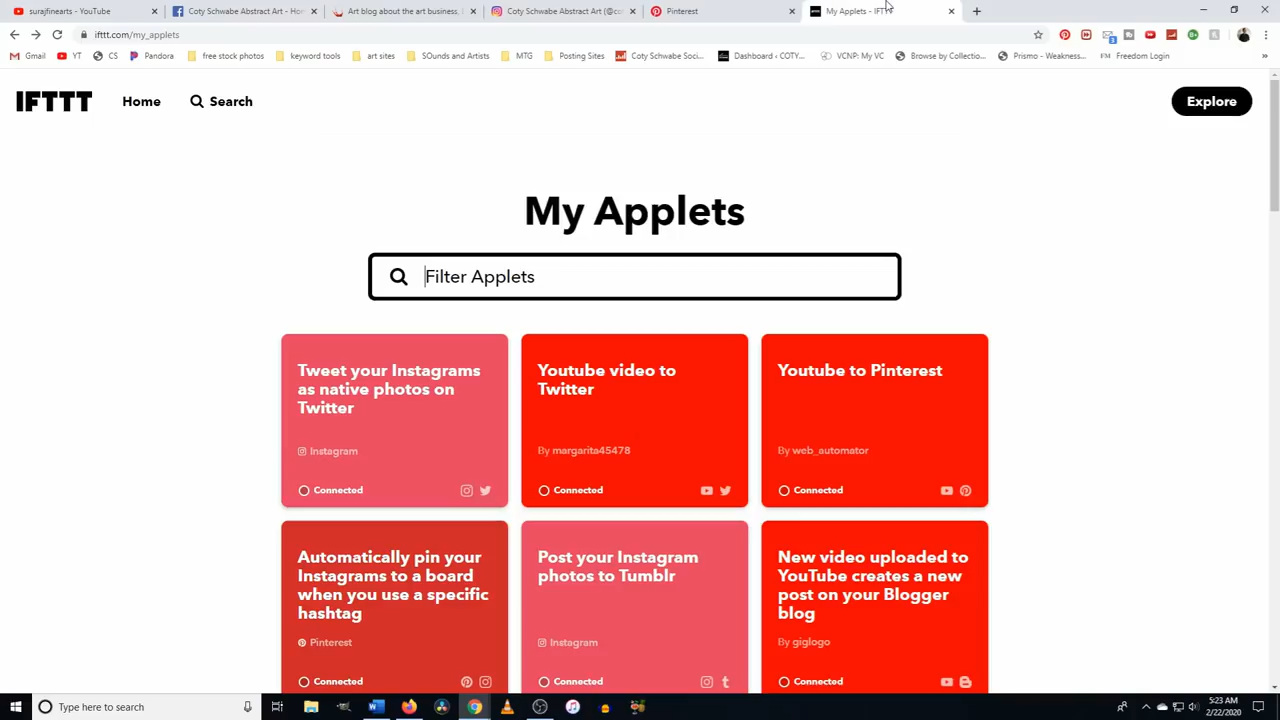 surajfinearts - YouTube
Coty Schwabe Abstract Art - Hom
Art blog about the art business, l
Coty Schwabe Abstract Art (@co
Pinterest
My Applets - IFTTT
ifttt.com/my_applets
Gmail
YT
CS
Pandora
free stock photos
keyword tools
art sites
SOunds and Artists
MTG
Posting Sites
Coty Schwabe Soci...
Dashboard ‹ COTY...
VCNP: My VC
Browse by Collectio...
Prismo - Weakness...
Freedom Login
»
IFTTT
Home
Search
Explore
My Applets
Filter Applets
Tweet your Instagrams
as native photos on
Twitter
Instagram
Connected
Youtube video to
Twitter
By margarita45478
Connected
Youtube to Pinterest
By web_automator
Connected
Automatically pin your
Instagrams to a board
when you use a specific
hashtag
Pinterest
Connected
Post your Instagram
photos to Tumblr
Instagram
Connected
New video uploaded to
YouTube creates a new
post on your Blogger
blog
By giglogo
Connected
Type here to search
5:23 AM
2/22/2020